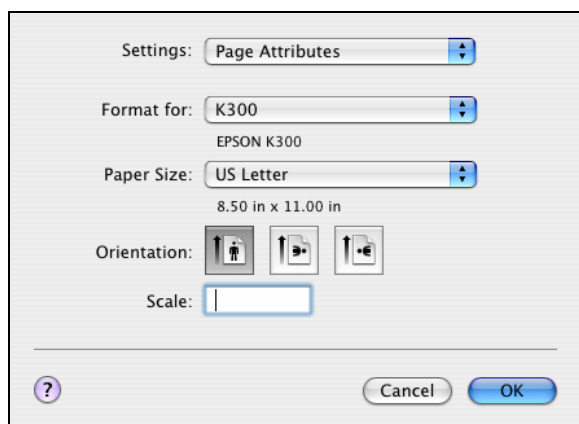 Settings: Page Attributes
Format for: K300
EPSON K300
Paper Size: US Letter
8.50 in x 11.00 in
Orientation:
Scale:
? Cancel OK